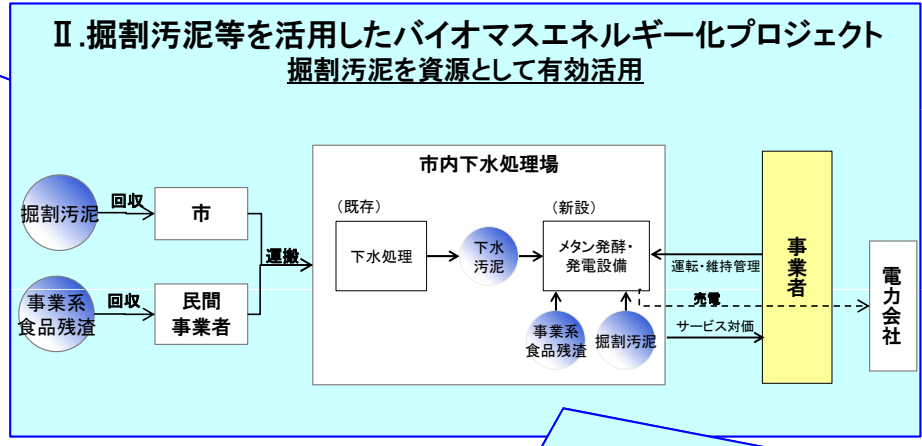 Ⅱ.掘割汚泥等を活用したバイオマスエネルギー化プロジェクト
掘割汚泥を資源として有効活用
市内下水処理場
掘割汚泥
回収
市
運搬
事業系
食品残渣
回収
民間
事業者
(既存)
下水処理
下水
汚泥
(新設)
メタン発酵・
発電設備
事業系
食品残渣
掘割汚泥
運転・維持管理
売電
サービス対価
事業者
電力会社